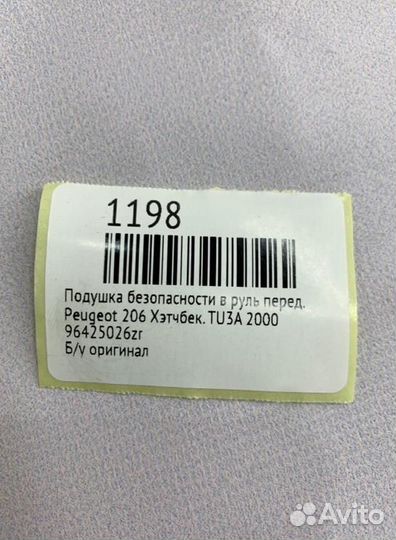 1198
Подушка безопасности в руль перед.
Peugeot 206 Хэтчбек. TU3A 2000
96425026zr
Б/у оригинал
Avito